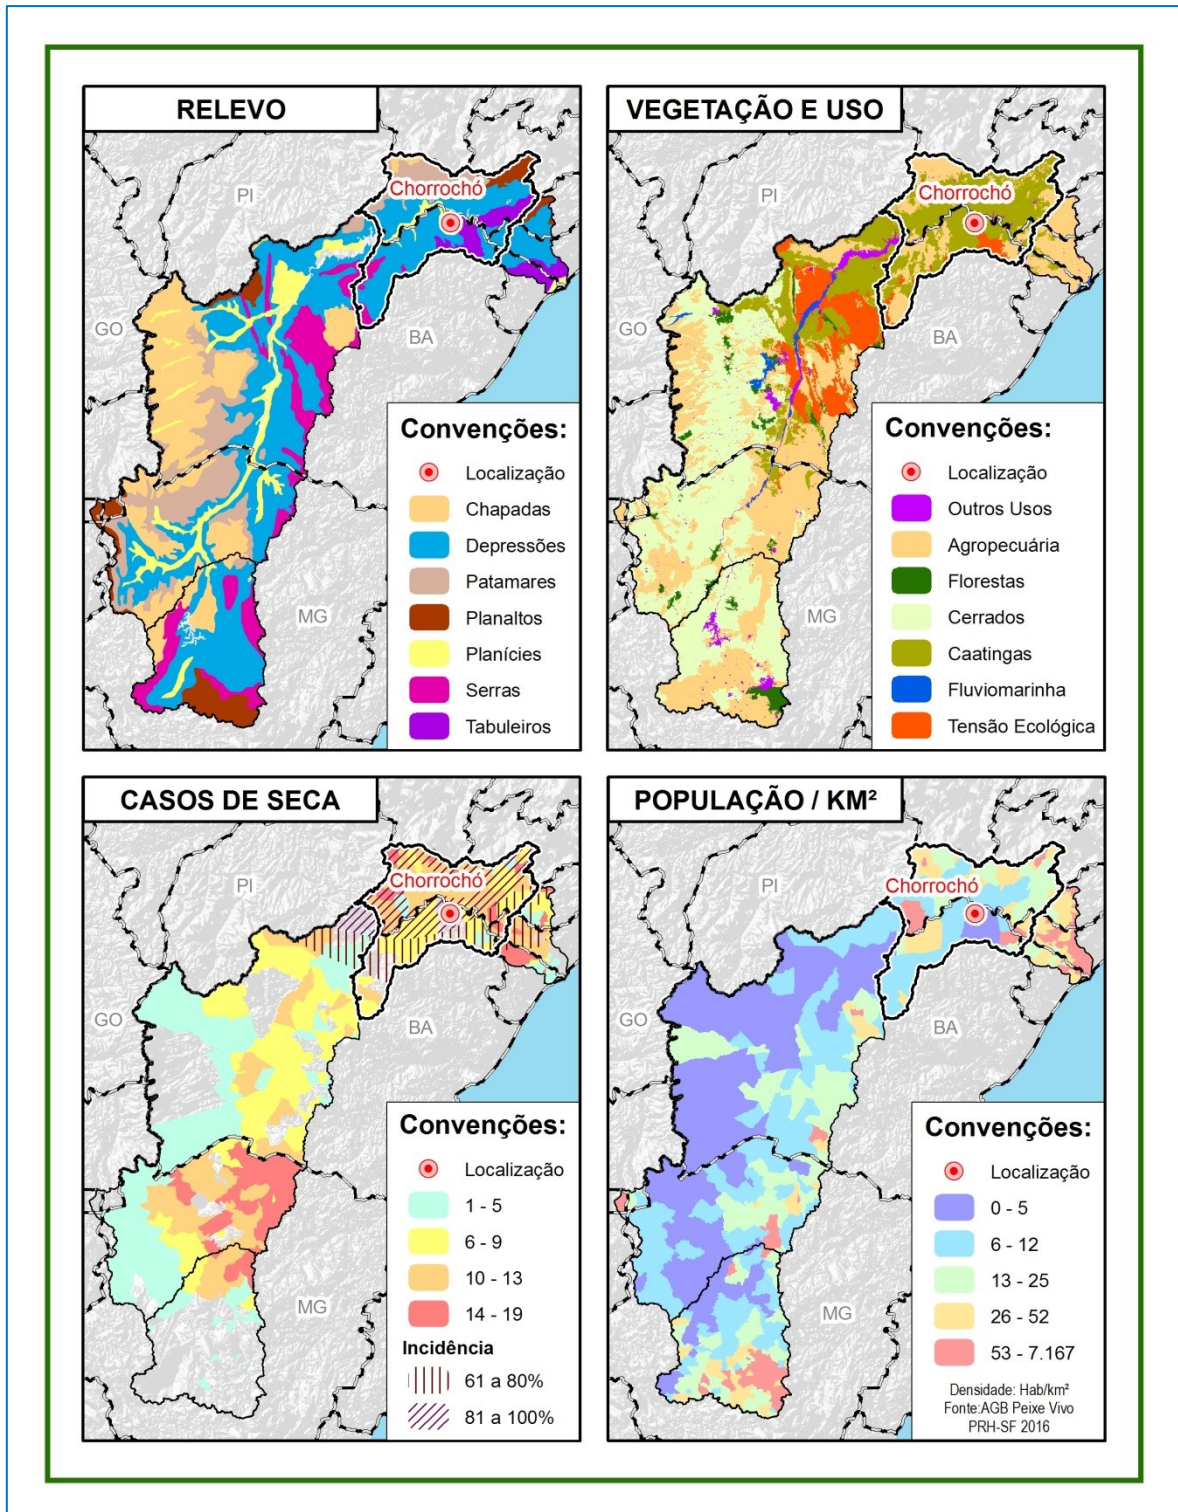 RELEVO
PI
Chorrochó
GO
BA
MG
Convenções:
Localização
Chapadas
Depressões
Patamares
Planaltos
Planícies
Serras
Tabuleiros
VEGETAÇÃO E USO
PI
Chorrochó
GO
BA
MG
Convenções:
Localização
Outros Usos
Agropecuária
Florestas
Cerrados
Caatingas
Fluviomarinha
Tensão Ecológica
CASOS DE SECA
PI
Chorrochó
GO
BA
MG
Convenções:
Localização
1 - 5
6 - 9
10 - 13
14 - 19
Incidência
61 a 80%
81 a 100%
POPULAÇÃO / KM²
PI
Chorrochó
GO
BA
MG
Convenções:
Localização
0 - 5
6 - 12
13 - 25
26 - 52
53 - 7.167
Densidade: Hab/km²
Fonte:AGB Peixe Vivo
PRH-SF 2016